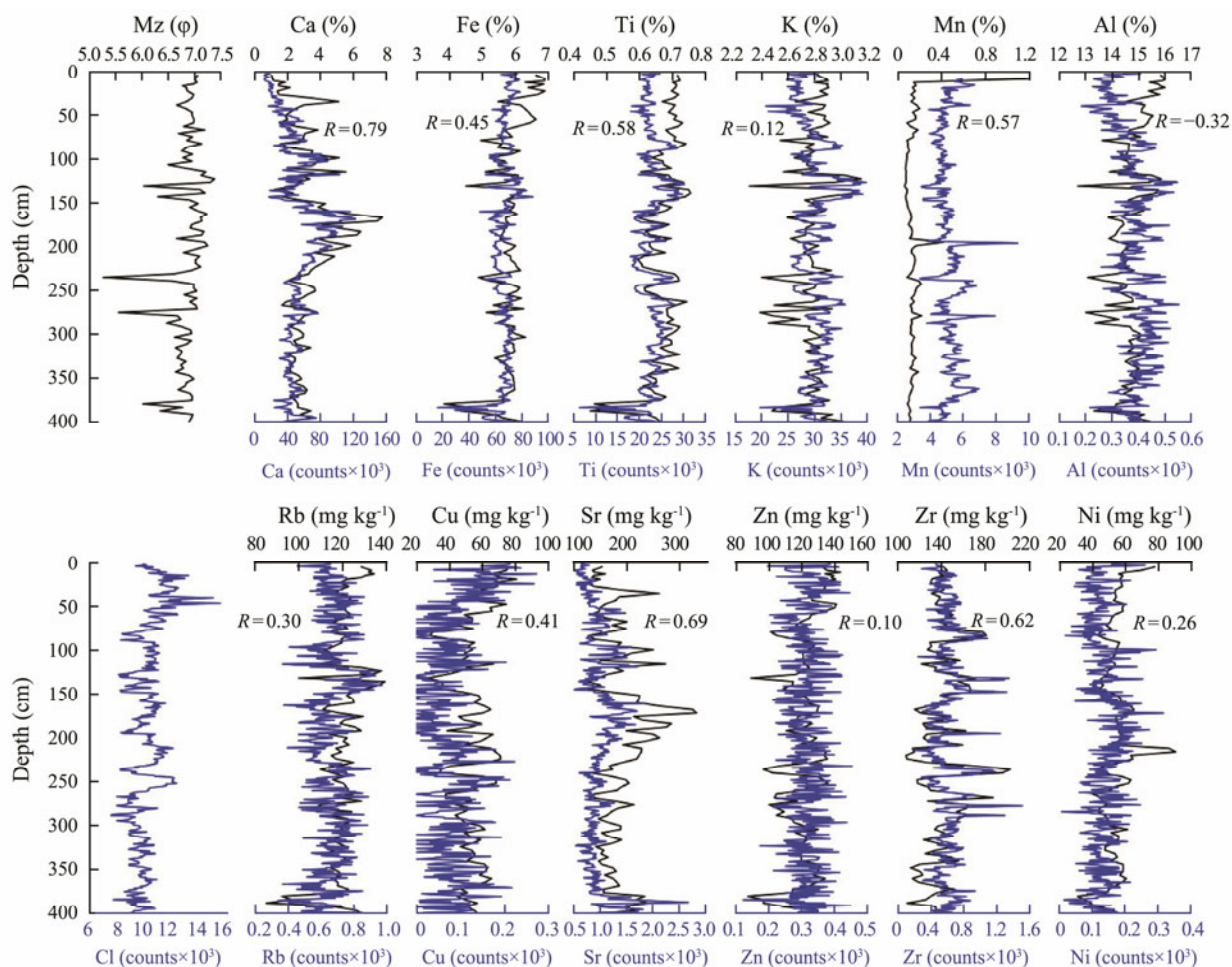 Mz (φ) Ca (%) Fe (%) Ti (%) K (%) Mn (%) Al (%)
5.0 5.5 6.0 6.5 7.0 7.5 0 2 4 6 8 3 4 5 6 7 0.4 0.6 0.7 0.8 2.2 2.4 2.6 2.8 3.0 3.2 0 0.4 0.8 1.2 12 13 14 15 16 17
0
50
R=0.79 R=0.45 R=0.58 R=0.12 R=0.57 R=−0.32
100
150
200
250
300
350
400
Depth (cm)
0 40 80 120 160 0 20 40 60 80 100 5 10 15 20 25 30 35 15 20 25 30 35 40 2 4 6 8 10 0.1 0.2 0.3 0.4 0.5 0.6
Ca (counts×10³) Fe (counts×10³) Ti (counts×10³) K (counts×10³) Mn (counts×10³) Al (counts×10³)
Rb (mg kg⁻¹) Cu (mg kg⁻¹) Sr (mg kg⁻¹) Zn (mg kg⁻¹) Zr (mg kg⁻¹) Ni (mg kg⁻¹)
80 100 120 140 20 40 60 80 100 100 200 300 80 100 120 140 160 100 140 180 220 20 40 60 80 100
0
50
R=0.30 R=0.41 R=0.69 R=0.10 R=0.62 R=0.26
100
150
200
250
300
350
400
Depth (cm)
6 8 10 12 14 16 0 0.2 0.4 0.6 0.8 1.0 0 0.1 0.2 0.3 0.5 1.0 1.5 2.0 2.5 3.0 0.1 0.2 0.3 0.4 0.5 0 0.4 0.8 1.2 1.6 0 0.1 0.2 0.3 0.4
Cl (counts×10³) Rb (counts×10³) Cu (counts×10³) Sr (counts×10³) Zn (counts×10³) Zr (counts×10³) Ni (counts×10³)